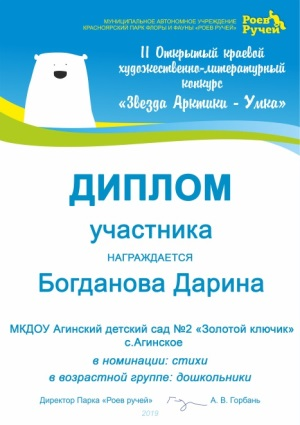 МУНИЦИПАЛЬНОЕ АВТОНОМНОЕ УЧРЕЖДЕНИЕ
КРАСНОЯРСКИЙ ПАРК ФЛОРЫ И ФАУНЫ «РОЕВ РУЧЕЙ»
Роев
Ручей
II Открытый краевой
художественно-литературный
конкурс
«Звезда Арктики - Умка»
ДИПЛОМ
участника
НАГРАЖДАЕТСЯ
Богданова Дарина
МКДОУ Агинский детский сад №2 «Золотой ключик»
с.Агинское
в номинации: стихи
в возрастной группе: дошкольники
Директор Парка «Роев ручей» А. В. Горбань
2019